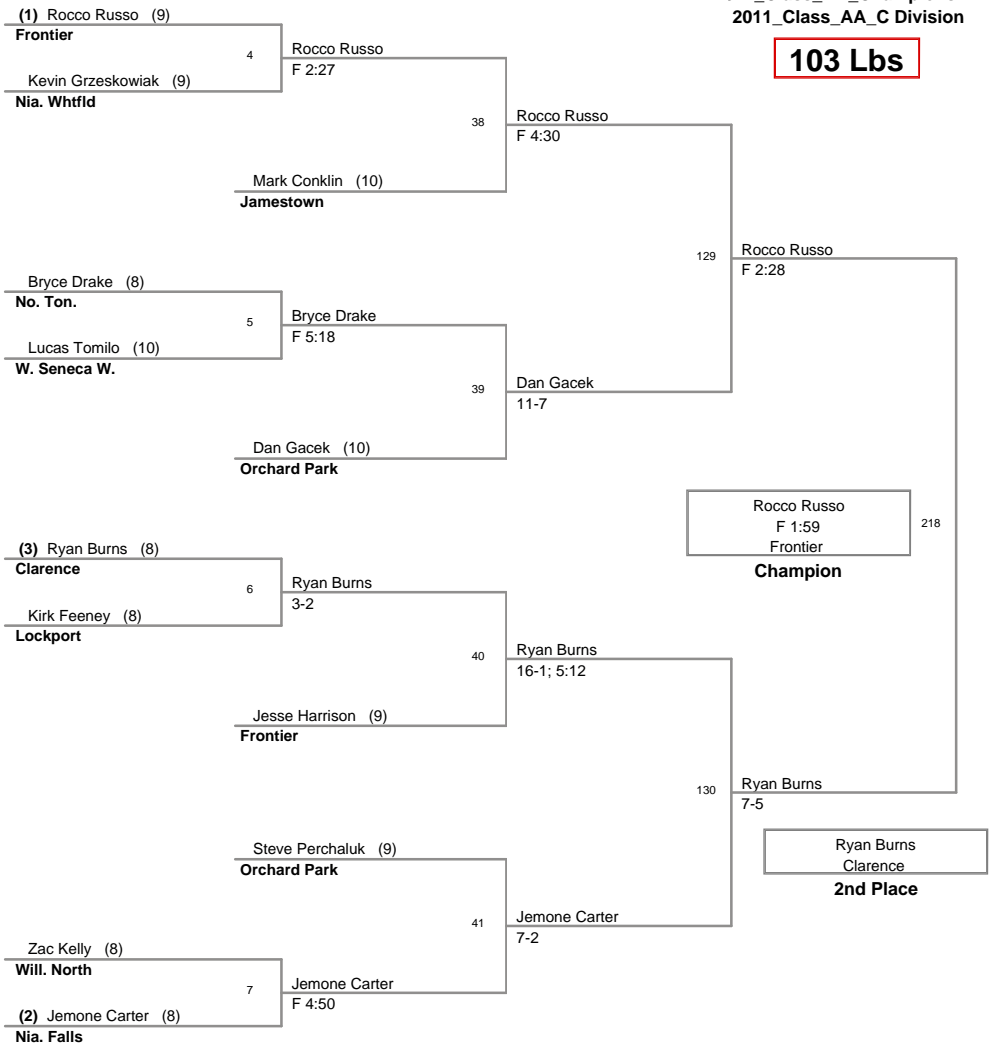 2011_Class_AA_C Division
103 Lbs
(1) Rocco Russo (9)
Frontier
4
Rocco Russo
F 2:27
Kevin Grzeskowiak (9)
Nia. Whtfld
38
Rocco Russo
F 4:30
Mark Conklin (10)
Jamestown
129
Rocco Russo
F 2:28
Bryce Drake (8)
No. Ton.
5
Bryce Drake
F 5:18
Lucas Tomilo (10)
W. Seneca W.
39
Dan Gacek
11-7
Dan Gacek (10)
Orchard Park
Rocco Russo
F 1:59
Frontier
218
Champion
(3) Ryan Burns (8)
Clarence
6
Ryan Burns
3-2
Kirk Feeney (8)
Lockport
40
Ryan Burns
16-1; 5:12
Jesse Harrison (9)
Frontier
130
Ryan Burns
7-5
Steve Perchaluk (9)
Orchard Park
Ryan Burns
Clarence
2nd Place
41
Jemone Carter
7-2
Zac Kelly (8)
Will. North
7
Jemone Carter
F 4:50
(2) Jemone Carter (8)
Nia. Falls